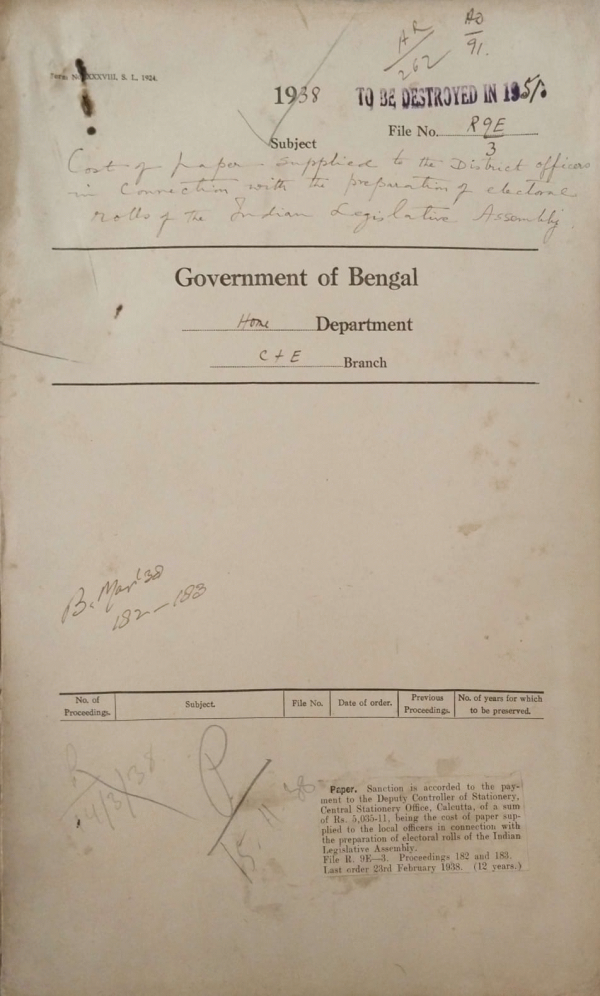 AR
262
AD
91.
Form No. XXXVIII, S. L. 1924.
1938
TO BE DESTROYED IN 1951.
File No. R 9E
3
Subject
Cost of paper supplied to the District officers
in Connection with the preparation of electoral
rolls of the Indian Legislative Assembly.
Government of Bengal
Home Department
C + E Branch
B. Mar '38
182 – 183
No. of Proceedings. Subject. File No. Date of order. Previous Proceedings. No. of years for which to be preserved.
Paper. Sanction is accorded to the pay-
ment to the Deputy Controller of Stationery,
Central Stationery Office, Calcutta, of a sum
of Rs. 5,035-11, being the cost of paper sup-
plied to the local officers in connection with
the preparation of electoral rolls of the Indian
Legislative Assembly.
File R. 9E—3. Proceedings 182 and 183.
Last order 23rd February 1938. (12 years.)